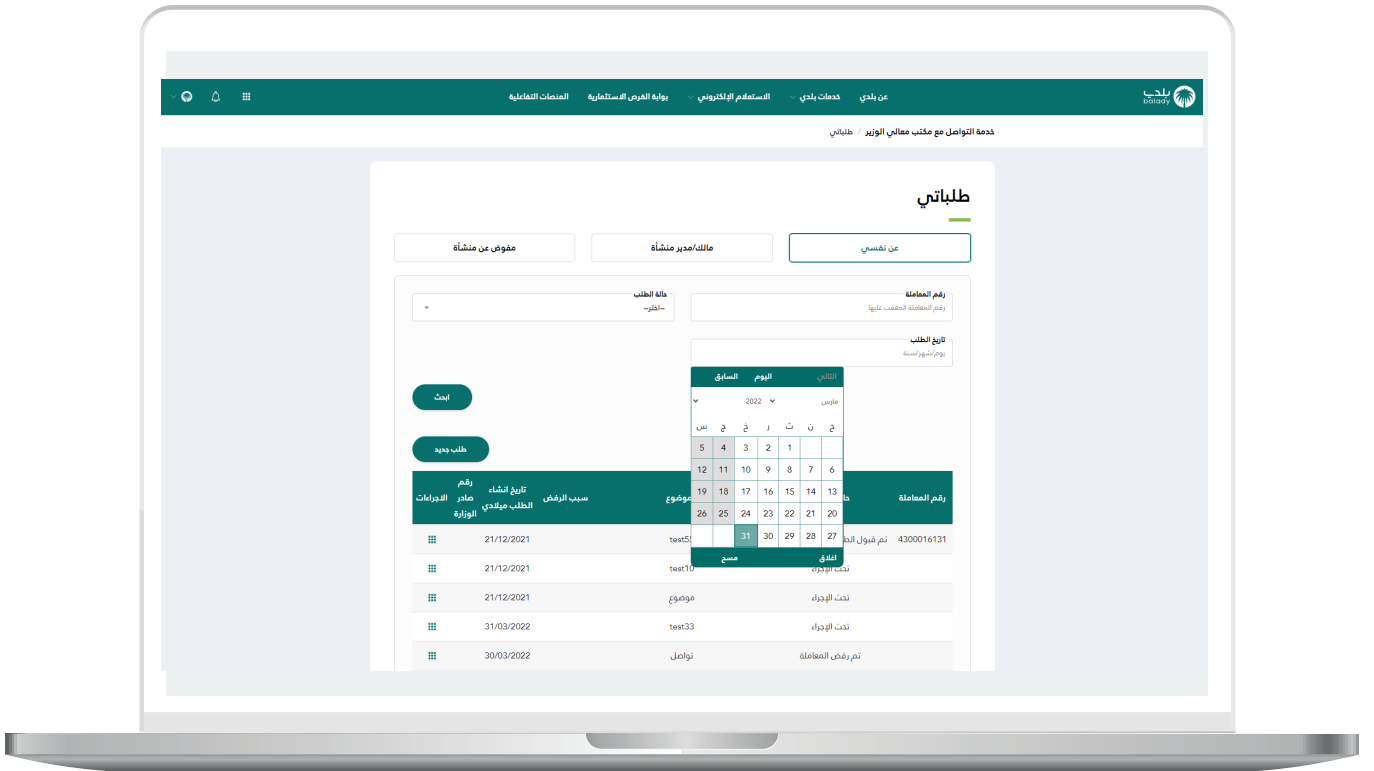 بلدي
balady
عن بلدي
خدمات بلدي
الاستعلام الإلكتروني
بوابة الفرص الاستثمارية
المنصات التفاعلية
خدمة التواصل مع مكتب معالي الوزير / طلباتي
طلباتي
عن نفسي
مالك/مدير منشأة
مفوض عن منشأة
رقم المعاملة
رقم المعاملة المعقب عليها
حالة الطلب
--اختر--
تاريخ الطلب
يوم/شهر/سنة
التالي اليوم السابق
مارس 2022
ح ن ث ر خ ج س
1 2 3 4 5
6 7 8 9 10 11 12
13 14 15 16 17 18 19
20 21 22 23 24 25 26
27 28 29 30 31
اغلاق مسح
ابحث
طلب جديد
رقم المعاملة
موضوع
سبب الرفض
تاريخ انشاء الطلب ميلادي
رقم صادر الوزارة
الاجراءات
4300016131 تم قبول 21/12/2021
تحت الإجراء test10 21/12/2021
تحت الإجراء موضوع 21/12/2021
تحت الإجراء test33 31/03/2022
تم رفض المعاملة تواصل 30/03/2022